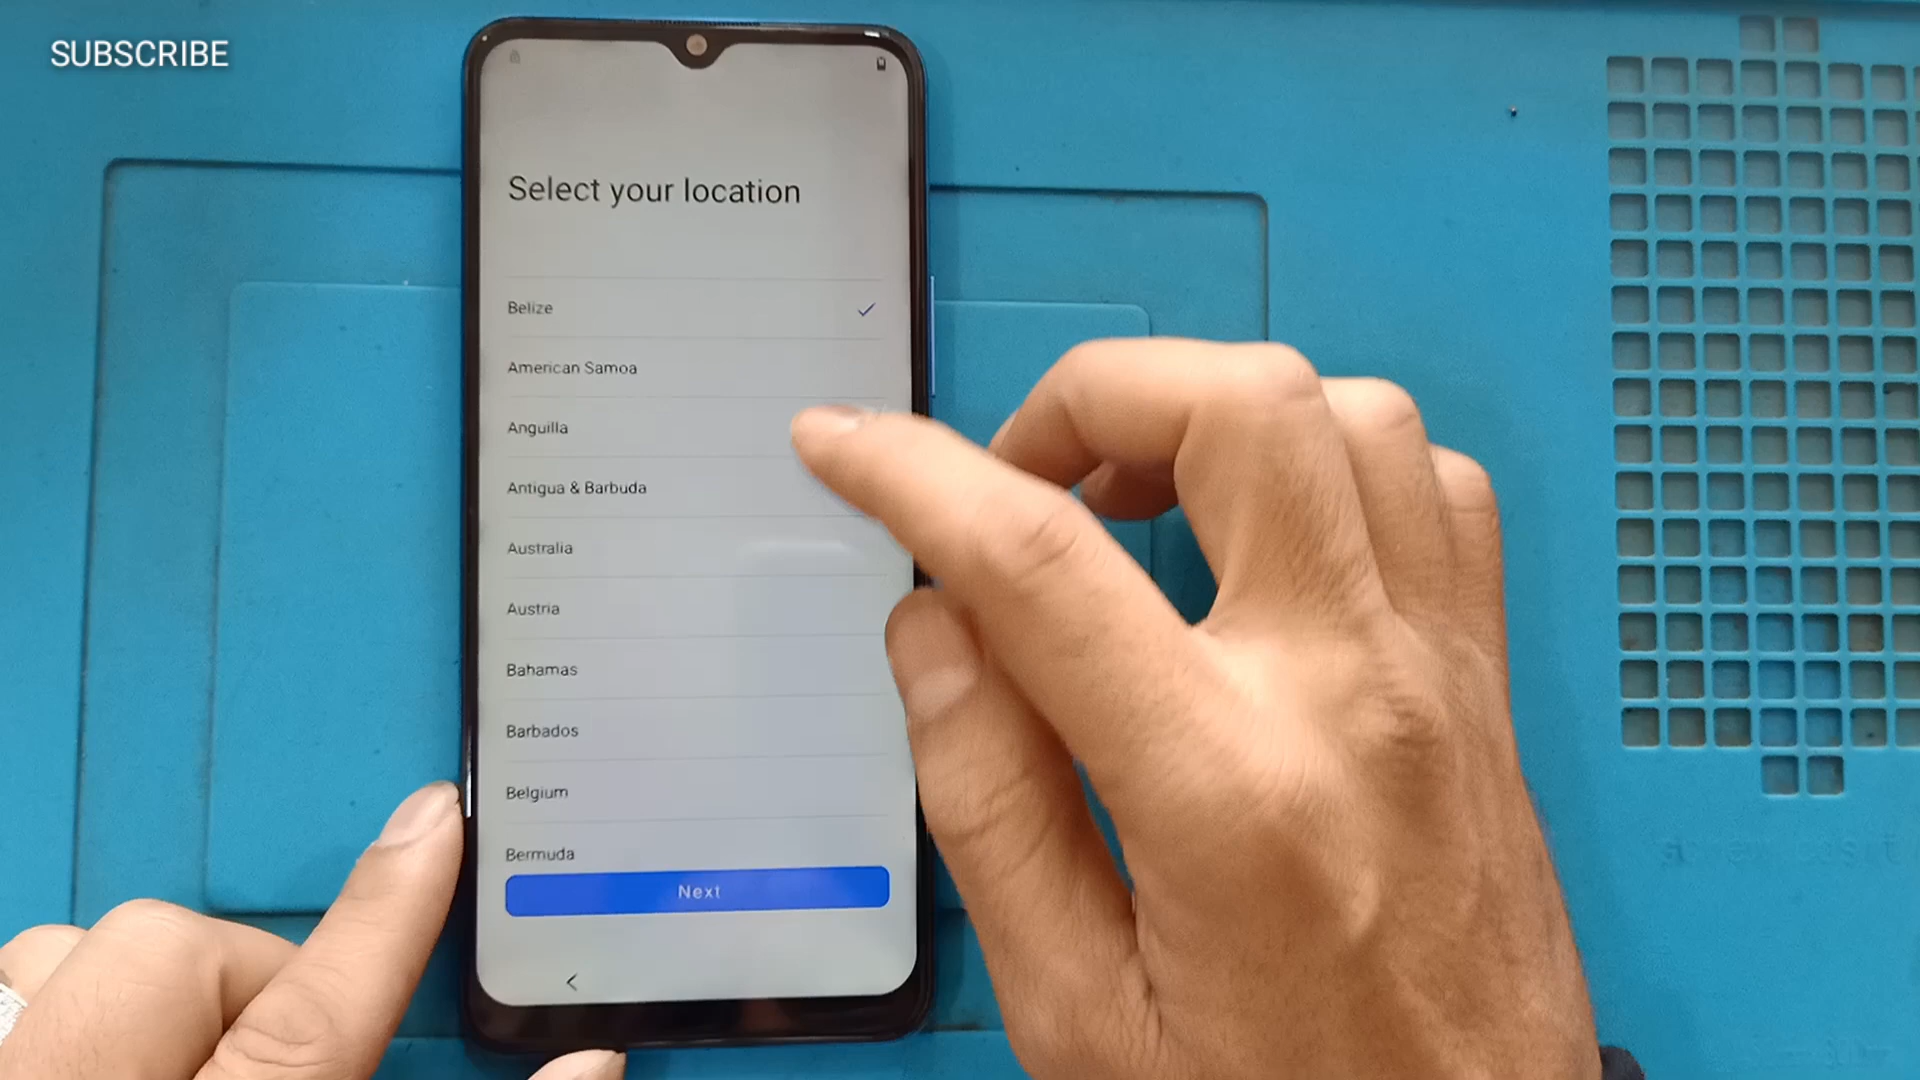 SUBSCRIBE
Select your location
Belize
American Samoa
Anguilla
Antigua & Barbuda
Australia
Austria
Bahamas
Barbados
Belgium
Bermuda
Next